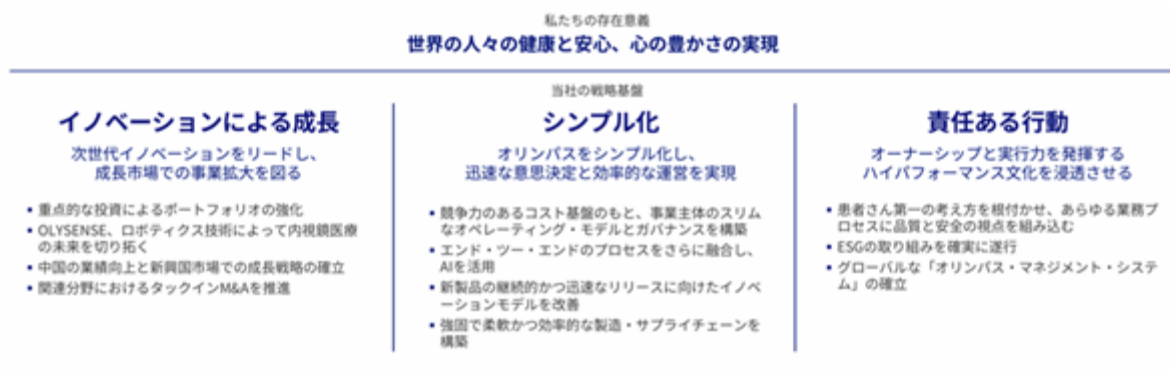 私たちの存在意義
世界の人々の健康と安心、心の豊かさの実現
当社の戦略基盤
イノベーションによる成長
次世代イノベーションをリードし、
成長市場での事業拡大を図る
▪ 重点的な投資によるポートフォリオの強化
▪ OLYSENSE、ロボティクス技術によって内視鏡医療
の未来を切り拓く
▪ 中国の業績向上と新興国市場での成長戦略の確立
▪ 関連分野におけるタックインM&Aを推進
シンプル化
オリンパスをシンプル化し、
迅速な意思決定と効率的な運営を実現
▪ 競争力のあるコスト基盤のもと、事業主体のスリム
なオペレーティング・モデルとガバナンスを構築
▪ エンド・ツー・エンドのプロセスをさらに融合し、
AIを活用
▪ 新製品の継続的かつ迅速なリリースに向けたイノベ
ーションモデルを改善
▪ 強固で柔軟かつ効率的な製造・サプライチェーンを
構築
責任ある行動
オーナーシップと実行力を発揮する
ハイパフォーマンス文化を浸透させる
▪ 患者さん第一の考え方を根付かせ、あらゆる業務プ
ロセスに品質と安全の視点を組み込む
▪ ESGの取り組みを確実に遂行
▪ グローバルな「オリンパス・マネジメント・システ
ム」の確立